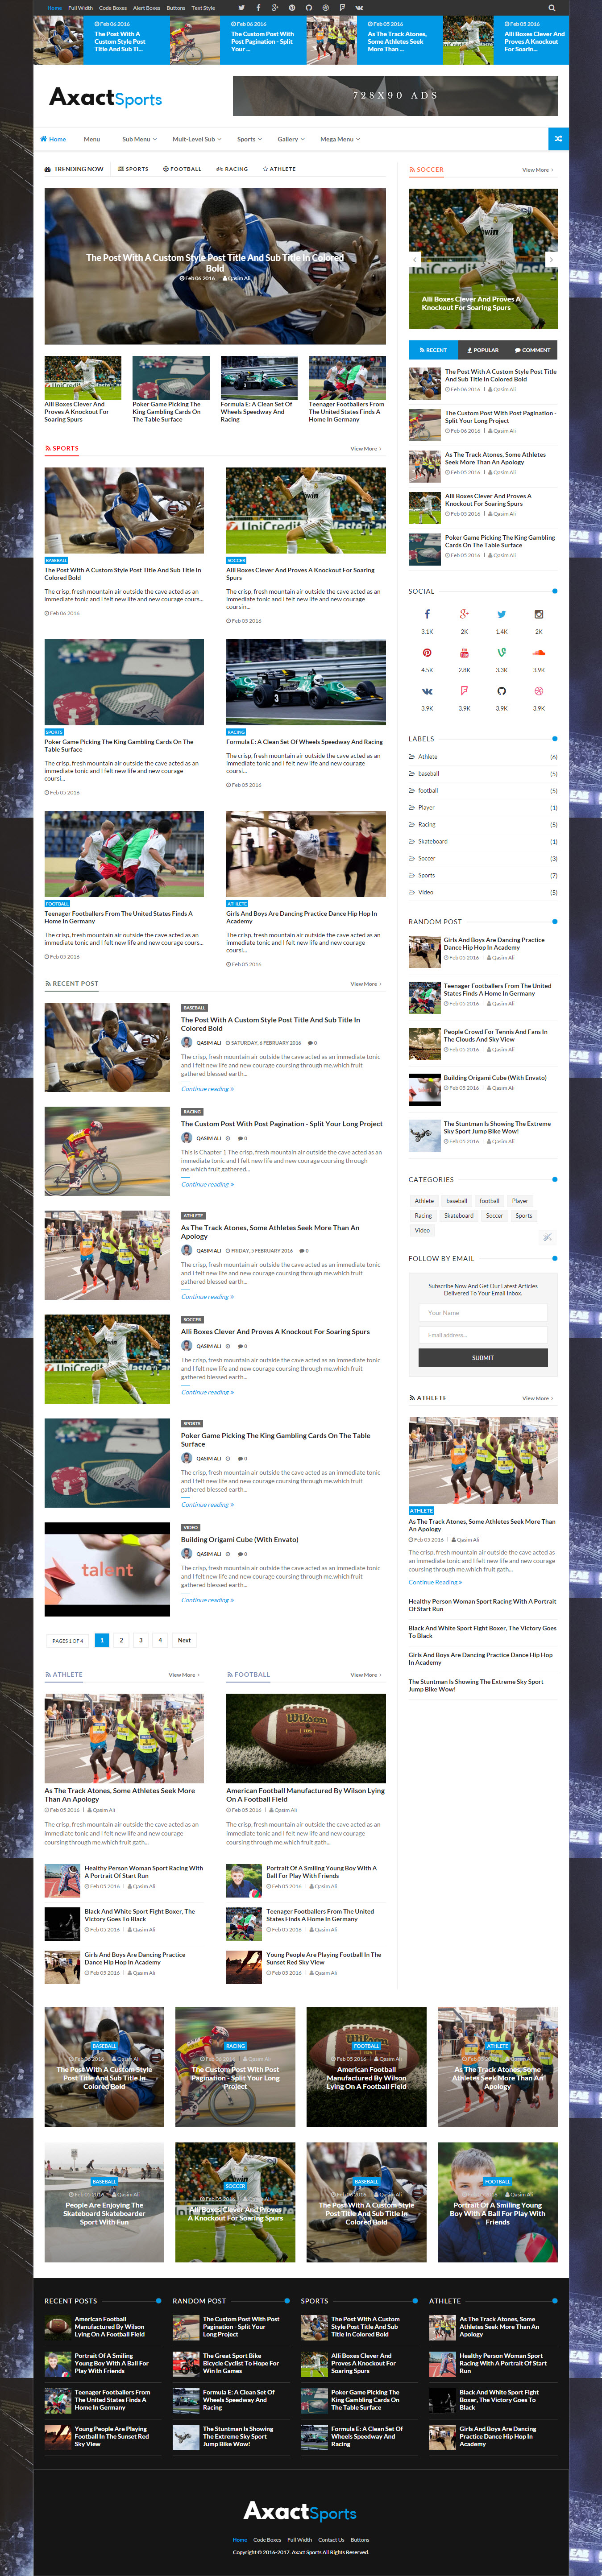 Home Full Width Code Boxes Alert Boxes Buttons Text Style
Feb 06 2016
The Post With A Custom Style Post Title And Sub Ti...
Feb 06 2016
The Custom Post With Post Pagination - Split Your ...
Feb 05 2016
As The Track Atones, Some Athletes Seek More Than ...
Feb 05 2016
Alli Boxes Clever And Proves A Knockout For Soarin...
AxactSports
728X90 ADS
Home Menu Sub Menu Mult-Level Sub Sports Gallery Mega Menu
TRENDING NOW SPORTS FOOTBALL RACING ATHLETE
The Post With A Custom Style Post Title And Sub Title In Colored Bold
Feb 06 2016 Qasim Ali
Alli Boxes Clever And Proves A Knockout For Soaring Spurs
Poker Game Picking The King Gambling Cards On The Table Surface
Formula E: A Clean Set Of Wheels Speedway And Racing
Teenager Footballers From The United States Finds A Home In Germany
SPORTS View More
BASEBALL
The Post With A Custom Style Post Title And Sub Title In Colored Bold
The crisp, fresh mountain air outside the cave acted as an immediate tonic and I felt new life and new courage cours...
Feb 06 2016
SOCCER
Alli Boxes Clever And Proves A Knockout For Soaring Spurs
The crisp, fresh mountain air outside the cave acted as an immediate tonic and I felt new life and new courage coursin...
Feb 05 2016
SPORTS
Poker Game Picking The King Gambling Cards On The Table Surface
The crisp, fresh mountain air outside the cave acted as an immediate tonic and I felt new life and new courage coursi...
Feb 05 2016
RACING
Formula E: A Clean Set Of Wheels Speedway And Racing
The crisp, fresh mountain air outside the cave acted as an immediate tonic and I felt new life and new courage coursi...
Feb 05 2016
FOOTBALL
Teenager Footballers From The United States Finds A Home In Germany
The crisp, fresh mountain air outside the cave acted as an immediate tonic and I felt new life and new courage cours...
Feb 05 2016
ATHLETE
Girls And Boys Are Dancing Practice Dance Hip Hop In Academy
The crisp, fresh mountain air outside the cave acted as an immediate tonic and I felt new life and new courage coursi...
Feb 05 2016
RECENT POST View More
BASEBALL
The Post With A Custom Style Post Title And Sub Title In Colored Bold
QASIM ALI SATURDAY, 6 FEBRUARY 2016 0
The crisp, fresh mountain air outside the cave acted as an immediate tonic and I felt new life and new courage coursing through me.which fruit gathered blessed earth...
Continue reading »
RACING
The Custom Post With Post Pagination - Split Your Long Project
QASIM ALI 0
This is Chapter 1 The crisp, fresh mountain air outside the cave acted as an immediate tonic and I felt new life and new courage coursing through me.which fruit gathered...
Continue reading »
ATHLETE
As The Track Atones, Some Athletes Seek More Than An Apology
QASIM ALI FRIDAY, 5 FEBRUARY 2016 0
The crisp, fresh mountain air outside the cave acted as an immediate tonic and I felt new life and new courage coursing through me.which fruit gathered blessed earth...
Continue reading »
SOCCER
Alli Boxes Clever And Proves A Knockout For Soaring Spurs
QASIM ALI 0
The crisp, fresh mountain air outside the cave acted as an immediate tonic and I felt new life and new courage coursing through me.which fruit gathered blessed earth...
Continue reading »
SPORTS
Poker Game Picking The King Gambling Cards On The Table Surface
QASIM ALI 0
The crisp, fresh mountain air outside the cave acted as an immediate tonic and I felt new life and new courage coursing through me.which fruit gathered blessed earth...
Continue reading »
talent
VIDEO
Building Origami Cube (With Envato)
QASIM ALI 0
The crisp, fresh mountain air outside the cave acted as an immediate tonic and I felt new life and new courage coursing through me.which fruit gathered blessed earth...
Continue reading »
PAGES 1 OF 4 1 2 3 4 Next
ATHLETE View More
As The Track Atones, Some Athletes Seek More Than An Apology
Feb 05 2016 Qasim Ali
The crisp, fresh mountain air outside the cave acted as an immediate tonic and I felt new life and new courage coursing through me.which fruit gath...
Healthy Person Woman Sport Racing With A Portrait Of Start Run
Feb 05 2016 Qasim Ali
Black And White Sport Fight Boxer, The Victory Goes To Black
Feb 05 2016 Qasim Ali
Girls And Boys Are Dancing Practice Dance Hip Hop In Academy
Feb 05 2016 Qasim Ali
FOOTBALL View More
American Football Manufactured By Wilson Lying On A Football Field
Feb 05 2016 Qasim Ali
The crisp, fresh mountain air outside the cave acted as an immediate tonic and I felt new life and new courage coursing through me.which fruit gath...
Portrait Of A Smiling Young Boy With A Ball For Play With Friends
Feb 05 2016 Qasim Ali
Teenager Footballers From The United States Finds A Home In Germany
Feb 05 2016 Qasim Ali
Young People Are Playing Football In The Sunset Red Sky View
Feb 05 2016 Qasim Ali
SOCCER View More
Alli Boxes Clever And Proves A Knockout For Soaring Spurs
RECENT POPULAR COMMENT
The Post With A Custom Style Post Title And Sub Title In Colored Bold
Feb 06 2016 Qasim Ali
The Custom Post With Post Pagination - Split Your Long Project
Feb 06 2016 Qasim Ali
As The Track Atones, Some Athletes Seek More Than An Apology
Feb 05 2016 Qasim Ali
Alli Boxes Clever And Proves A Knockout For Soaring Spurs
Feb 05 2016 Qasim Ali
Poker Game Picking The King Gambling Cards On The Table Surface
Feb 05 2016 Qasim Ali
SOCIAL
3.1K 2K 1.4K 2K
4.5K 2.8K 3.3K 3.9K
3.9K 3.9K 3.9K 3.9K
LABELS
Athlete (6)
baseball (5)
football (5)
Player (1)
Racing (5)
Skateboard (1)
Soccer (3)
Sports (7)
Video (5)
RANDOM POST
Girls And Boys Are Dancing Practice Dance Hip Hop In Academy
Feb 05 2016 Qasim Ali
Teenager Footballers From The United States Finds A Home In Germany
Feb 05 2016 Qasim Ali
People Crowd For Tennis And Fans In The Clouds And Sky View
Feb 05 2016 Qasim Ali
Building Origami Cube (With Envato)
Feb 05 2016 Qasim Ali
The Stuntman Is Showing The Extreme Sky Sport Jump Bike Wow!
Feb 05 2016 Qasim Ali
CATEGORIES
Athlete baseball football Player
Racing Skateboard Soccer Sports
Video
FOLLOW BY EMAIL
Subscribe Now And Get Our Latest Articles Delivered To Your Email Inbox.
Your Name
Email address...
SUBMIT
ATHLETE View More
ATHLETE
As The Track Atones, Some Athletes Seek More Than An Apology
Feb 05 2016 Qasim Ali
The crisp, fresh mountain air outside the cave acted as an immediate tonic and I felt new life and new courage coursing through me.which fruit gath...
Continue Reading »
Healthy Person Woman Sport Racing With A Portrait Of Start Run
Black And White Sport Fight Boxer, The Victory Goes To Black
Girls And Boys Are Dancing Practice Dance Hip Hop In Academy
The Stuntman Is Showing The Extreme Sky Sport Jump Bike Wow!
BASEBALL
The Post With A Custom Style Post Title And Sub Title In Colored Bold
RACING
The Custom Post With Post Pagination - Split Your Long Project
FOOTBALL
Feb 05 2016 Qasim Ali
American Football Manufactured By Wilson Lying On A Football Field
ATHLETE
As The Track Atones, Some Athletes Seek More Than An Apology
BASEBALL
Feb 05 2016 Qasim Ali
People Are Enjoying The Skateboard Skateboarder Sport With Fun
SOCCER
Alli Boxes Clever And Proves A Knockout For Soaring Spurs
BASEBALL
Feb 06 2016 Qasim Ali
The Post With A Custom Style Post Title And Sub Title In Colored Bold
FOOTBALL
Feb 05 2016 Qasim Ali
Portrait Of A Smiling Young Boy With A Ball For Play With Friends
RECENT POSTS
American Football Manufactured By Wilson Lying On A Football Field
Portrait Of A Smiling Young Boy With A Ball For Play With Friends
Teenager Footballers From The United States Finds A Home In Germany
Young People Are Playing Football In The Sunset Red Sky View
RANDOM POST
The Custom Post With Post Pagination - Split Your Long Project
The Great Sport Bike Bicycle Cyclist To Hope For Win In Games
Formula E: A Clean Set Of Wheels Speedway And Racing
The Stuntman Is Showing The Extreme Sky Sport Jump Bike Wow!
SPORTS
The Post With A Custom Style Post Title And Sub Title In Colored Bold
Alli Boxes Clever And Proves A Knockout For Soaring Spurs
Poker Game Picking The King Gambling Cards On The Table Surface
Formula E: A Clean Set Of Wheels Speedway And Racing
ATHLETE
As The Track Atones, Some Athletes Seek More Than An Apology
Healthy Person Woman Sport Racing With A Portrait Of Start Run
Black And White Sport Fight Boxer, The Victory Goes To Black
Girls And Boys Are Dancing Practice Dance Hip Hop In Academy
AxactSports
Home Code Boxes Full Width Contact Us Buttons
Copyright © 2016-2017. Axact Sports All Rights Reserved.